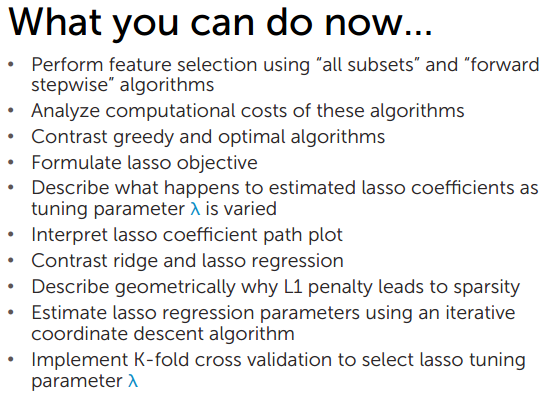 What you can do now...
• Perform feature selection using “all subsets” and “forward
stepwise” algorithms
• Analyze computational costs of these algorithms
• Contrast greedy and optimal algorithms
• Formulate lasso objective
• Describe what happens to estimated lasso coefficients as
tuning parameter λ is varied
• Interpret lasso coefficient path plot
• Contrast ridge and lasso regression
• Describe geometrically why L1 penalty leads to sparsity
• Estimate lasso regression parameters using an iterative
coordinate descent algorithm
• Implement K-fold cross validation to select lasso tuning
parameter λ